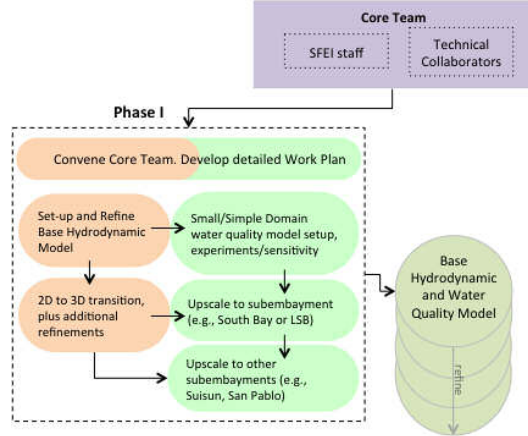 Core Team
SFEI staff
Technical
Collaborators
Phase I
Convene Core Team. Develop detailed Work Plan
Set-up and Refine
Base Hydrodynamic
Model
Small/Simple Domain
water quality model setup,
experiments/sensitivity
2D to 3D transition,
plus additional
refinements
Upscale to subembayment
(e.g., South Bay or LSB)
Upscale to other
subembayments (e.g.,
Suisun, San Pablo)
Base
Hydrodynamic
and Water
Quality Model
refine